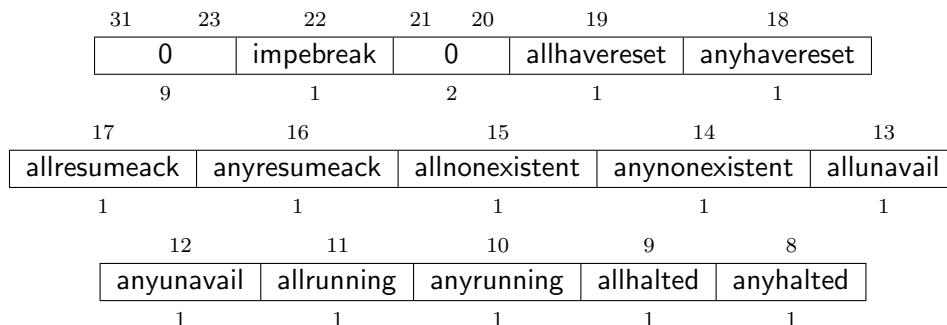 31 23 22 21 20 19 18
0 impebreak 0 allhavereset anyhavereset
9 1 2 1 1
17 16 15 14 13
allresumeack anyresumeack allnonexistent anynonexistent allunavail
1 1 1 1 1
12 11 10 9 8
anyunavail allrunning anyrunning allhalted anyhalted
1 1 1 1 1